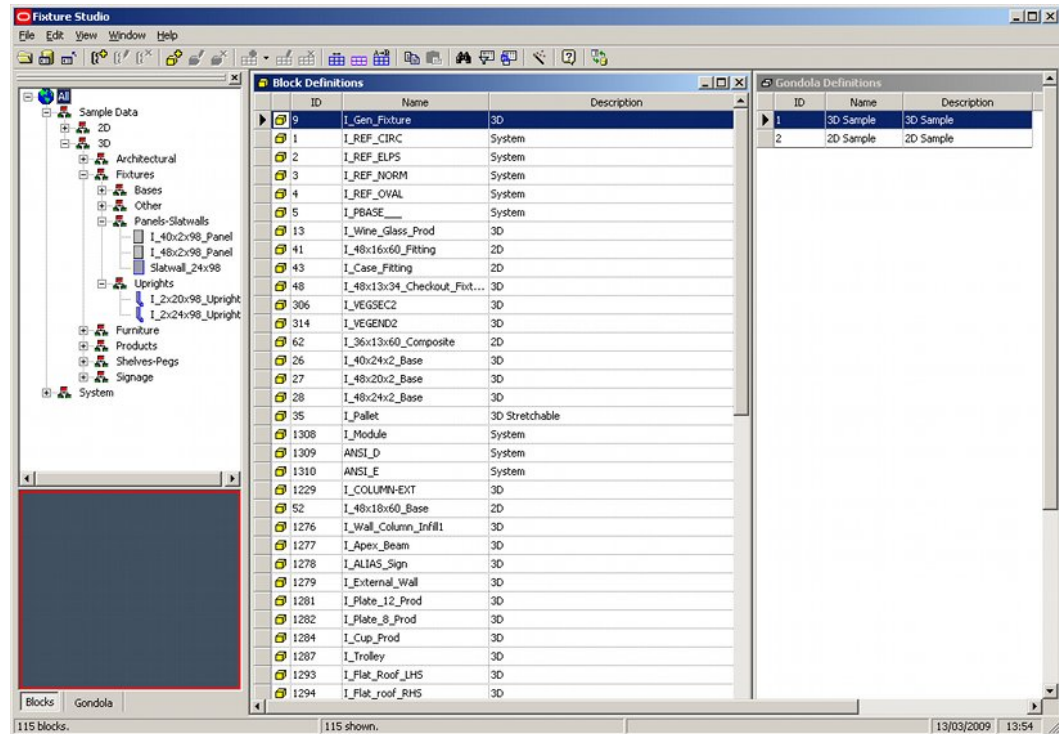 Fixture Studio
File Edit View Window Help
All
Sample Data
2D
3D
Architectural
Fixtures
Bases
Other
Panels-Slatwalls
I_40x2x98_Panel
I_48x2x98_Panel
Slatwall_24x98
Uprights
I_2x20x98_Upright
I_2x24x98_Upright
Furniture
Products
Shelves-Pegs
Signage
System
Blocks Gondola
Block Definitions
ID Name Description
9 I_Gen_Fixture 3D
1 I_REF_CIRC System
2 I_REF_ELPS System
3 I_REF_NORM System
4 I_REF_OVAL System
5 I_PBASE___ System
13 I_Wine_Glass_Prod 3D
41 I_48x16x60_Fitting 2D
43 I_Case_Fitting 2D
48 I_48x13x34_Checkout_Fixt... 3D
306 I_VEGSEC2 3D
314 I_VEGEND2 3D
62 I_36x13x60_Composite 2D
26 I_40x24x2_Base 3D
27 I_48x20x2_Base 3D
28 I_48x24x2_Base 3D
35 I_Pallet 3D Stretchable
1308 I_Module System
1309 ANSI_D System
1310 ANSI_E System
1229 I_COLUMN-EXT 3D
52 I_48x18x60_Base 2D
1276 I_Wall_Column_Infill1 3D
1277 I_Apex_Beam 3D
1278 I_ALIAS_Sign 3D
1279 I_External_Wall 3D
1281 I_Plate_12_Prod 3D
1282 I_Plate_8_Prod 3D
1284 I_Cup_Prod 3D
1287 I_Trolley 3D
1293 I_Flat_Roof_LHS 3D
1294 I_Flat_roof_RHS 3D
Gondola Definitions
ID Name Description
1 3D Sample 3D Sample
2 2D Sample 2D Sample
115 blocks. 115 shown. 13/03/2009 13:54